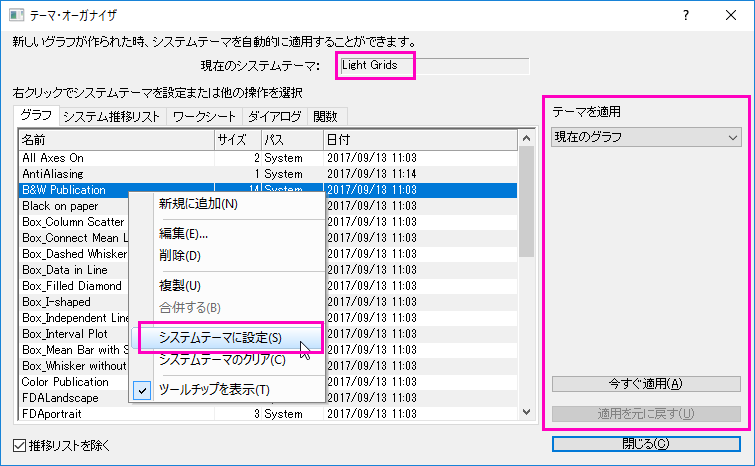 テーマ・オーガナイザ
新しいグラフが作られた時、システムテーマを自動的に適用することができます。
現在のシステムテーマ: Light Grids
右クリックでシステムテーマを設定または他の操作を選択
グラフ システム推移リスト ワークシート ダイアログ 関数
名前 サイズ パス 日付
All Axes On 2 System 2017/09/13 11:03
AntiAliasing 1 System 2017/09/13 11:14
B&W Publication 14 System 2017/09/13 11:03
Black on paper 2017/09/13 11:03
Box_Column Scatter 2017/09/13 11:03
Box_Connect Mean L 2017/09/13 11:03
Box_Dashed Whisker 2017/09/13 11:03
Box_Data in Line 2017/09/13 11:03
Box_Filled Diamond 2017/09/13 11:03
Box_I-shaped 2017/09/13 11:03
Box_Independent Line 2017/09/13 11:03
Box_Interval Plot 2017/09/13 11:03
Box_Mean Bar with S 2017/09/13 11:03
Box_Whisker without 2017/09/13 11:03
Color Publication 2017/09/13 11:03
FDALandscape 2017/09/13 11:03
FDAportrait 3 System 2017/09/13 11:03
新規に追加(N)
編集(E)...
削除(D)
複製(U)
合併する(B)
システムテーマに設定(S)
システムテーマのクリア(C)
ツールチップを表示(T)
推移リストを除く
テーマを適用
現在のグラフ
今すぐ適用(A)
適用を元に戻す(U)
閉じる(C)